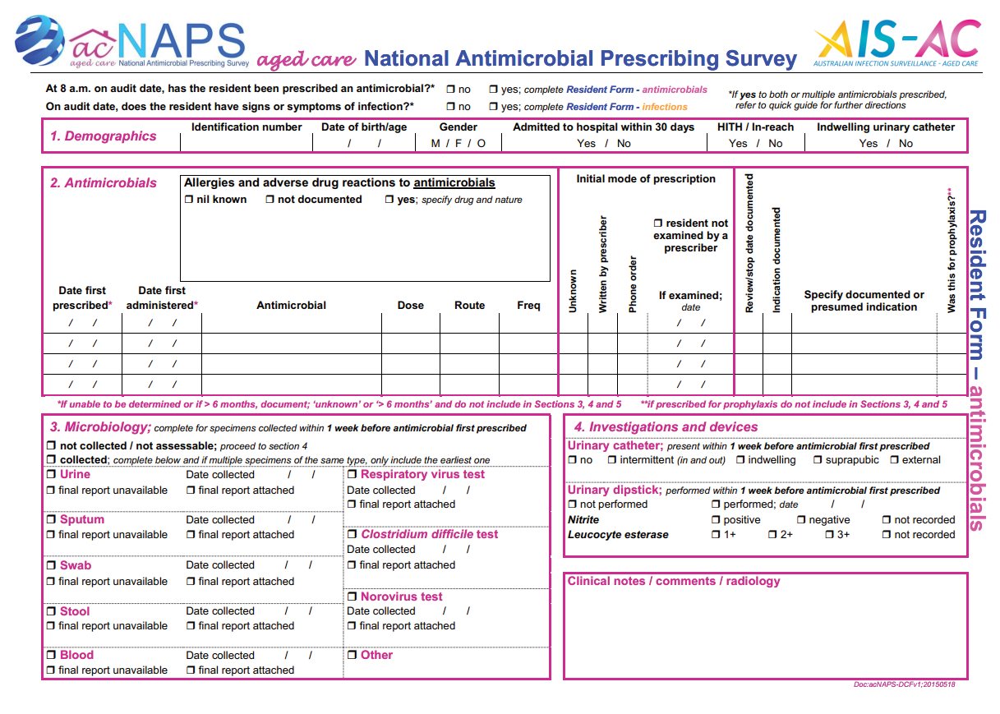 acNAPS
aged care National Antimicrobial Prescribing Survey
aged care National Antimicrobial Prescribing Survey
AIS-AC
AUSTRALIAN INFECTION SURVEILLANCE - AGED CARE
At 8 a.m. on audit date, has the resident been prescribed an antimicrobial?* ❒ no ❒ yes; complete Resident Form - antimicrobials
On audit date, does the resident have signs or symptoms of infection?* ❒ no ❒ yes; complete Resident Form - infections
*If yes to both or multiple antimicrobials prescribed,
refer to quick guide for further directions
1. Demographics
Identification number Date of birth/age Gender Admitted to hospital within 30 days HITH / In-reach Indwelling urinary catheter
/ / M / F / O Yes / No Yes / No Yes / No
2. Antimicrobials
Allergies and adverse drug reactions to antimicrobials
❒ nil known ❒ not documented ❒ yes; specify drug and nature
Date first prescribed*
Date first administered*
Antimicrobial Dose Route Freq
Initial mode of prescription
Unknown
Written by prescriber
Phone order
❒ resident not
examined by a
prescriber
If examined;
date
Review/stop date documented
Indication documented
Specify documented or
presumed indication
Was this for prophylaxis?**
/ / / / / /
/ / / / / /
/ / / / / /
/ / / / / /
*If unable to be determined or if > 6 months, document; ‘unknown’ or ‘> 6 months’ and do not include in Sections 3, 4 and 5 **if prescribed for prophylaxis do not include in Sections 3, 4 and 5
Resident Form – antimicrobials
3. Microbiology; complete for specimens collected within 1 week before antimicrobial first prescribed
❒ not collected / not assessable; proceed to section 4
❒ collected; complete below and if multiple specimens of the same type, only include the earliest one
❒ Urine Date collected / /
❒ final report unavailable ❒ final report attached
❒ Sputum Date collected / /
❒ final report unavailable ❒ final report attached
❒ Swab Date collected / /
❒ final report unavailable ❒ final report attached
❒ Stool Date collected / /
❒ final report unavailable ❒ final report attached
❒ Blood Date collected / /
❒ final report unavailable ❒ final report attached
❒ Respiratory virus test
Date collected / /
❒ final report attached
❒ Clostridium difficile test
Date collected / /
❒ final report attached
❒ Norovirus test
Date collected / /
❒ final report attached
❒ Other
4. Investigations and devices
Urinary catheter; present within 1 week before antimicrobial first prescribed
❒ no ❒ intermittent (in and out) ❒ indwelling ❒ suprapubic ❒ external
Urinary dipstick; performed within 1 week before antimicrobial first prescribed
❒ not performed ❒ performed; date / /
Nitrite ❒ positive ❒ negative ❒ not recorded
Leucocyte esterase ❒ 1+ ❒ 2+ ❒ 3+ ❒ not recorded
Clinical notes / comments / radiology
Doc:acNAPS-DCFv1;20150518